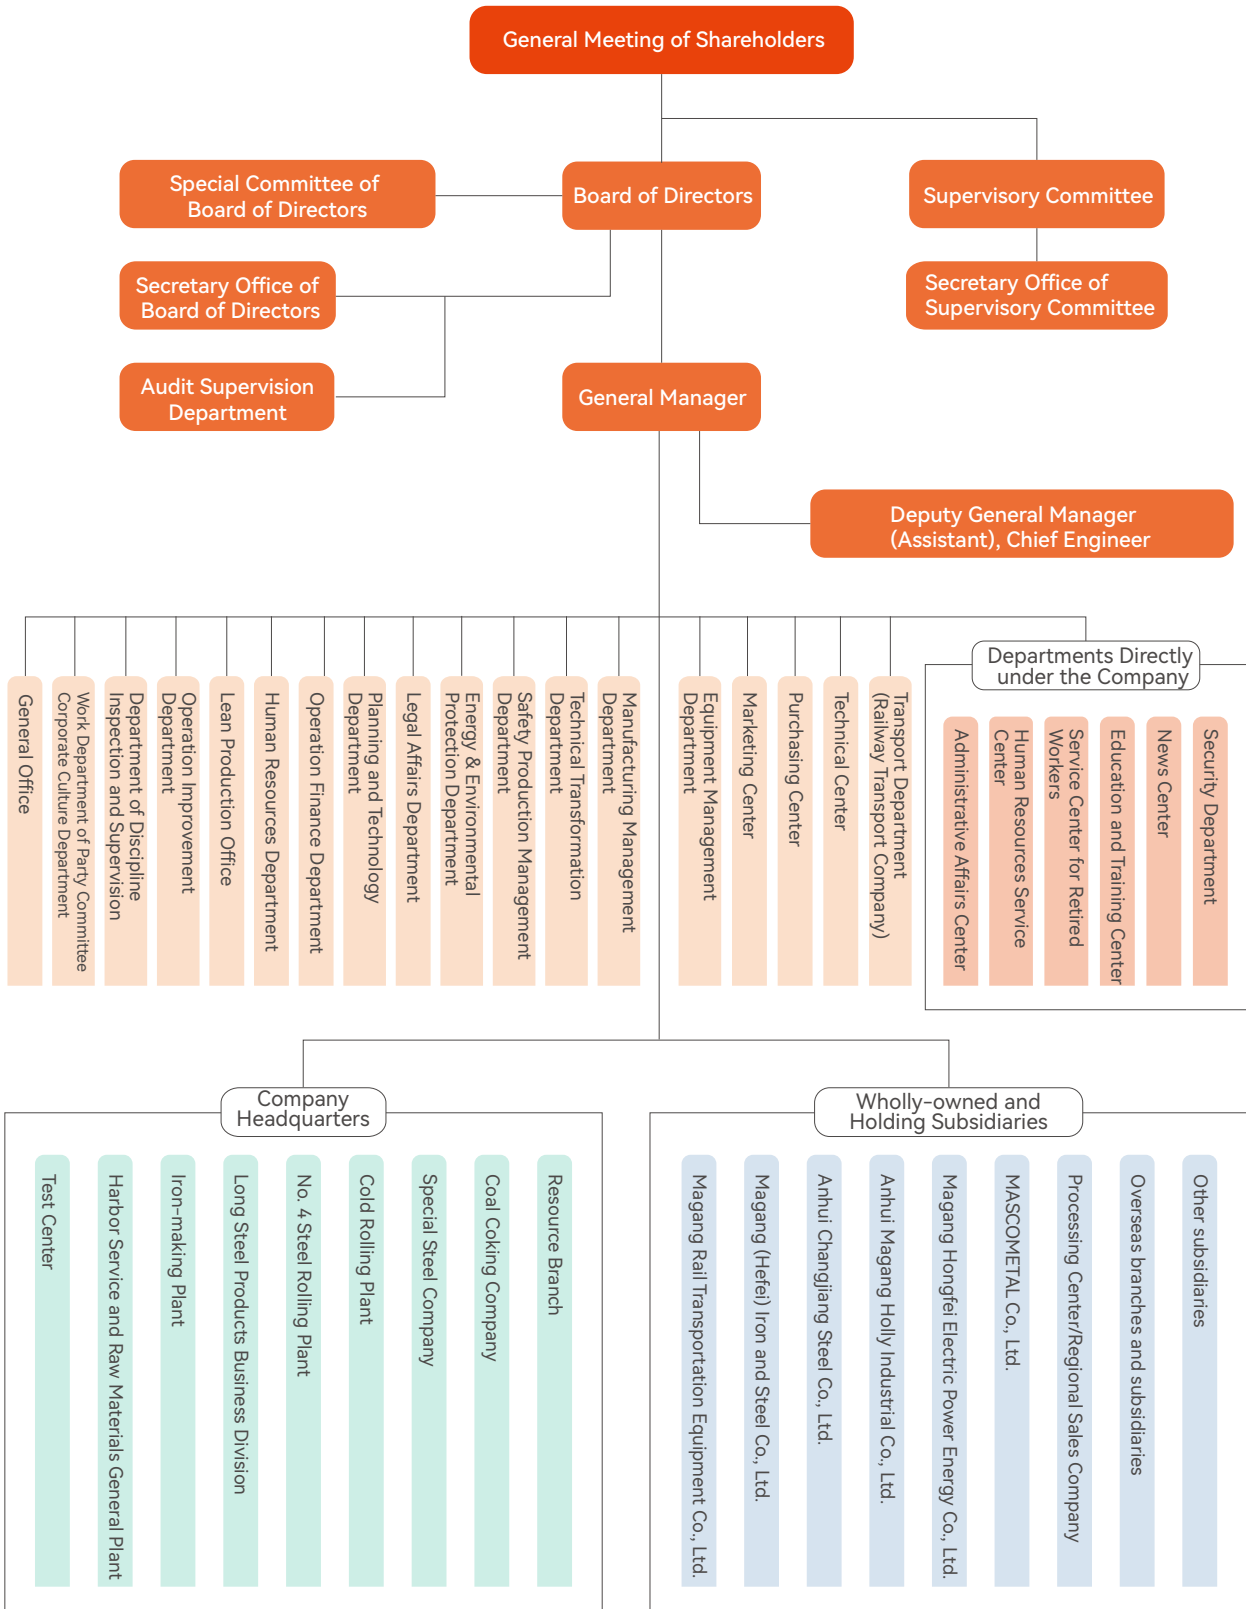 General Meeting of Shareholders
Special Committee of
Board of Directors
Board of Directors
Supervisory Committee
Secretary Office of
Board of Directors
Secretary Office of
Supervisory Committee
Audit Supervision
Department
General Manager
Deputy General Manager
(Assistant), Chief Engineer
General Office
Work Department of Party Committee
Corporate Culture Department
Department of Discipline
Inspection and Supervision
Operation Improvement
Department
Lean Production Office
Human Resources Department
Operation Finance Department
Planning and Technology
Department
Legal Affairs Department
Energy & Environmental
Protection Department
Safety Production Management
Department
Technical Transformation
Department
Manufacturing Management
Department
Equipment Management
Department
Marketing Center
Purchasing Center
Technical Center
Transport Department
(Railway Transport Company)
Departments Directly
under the Company
Administrative Affairs Center
Human Resources Service
Center
Service Center for Retired
Workers
Education and Training Center
News Center
Security Department
Company
Headquarters
Test Center
Harbor Service and Raw Materials General Plant
Iron-making Plant
Long Steel Products Business Division
No. 4 Steel Rolling Plant
Cold Rolling Plant
Special Steel Company
Coal Coking Company
Resource Branch
Wholly-owned and
Holding Subsidiaries
Magang Rail Transportation Equipment Co., Ltd.
Magang (Hefei) Iron and Steel Co., Ltd.
Anhui Changjiang Steel Co., Ltd.
Anhui Magang Holly Industrial Co., Ltd.
Magang Hongfei Electric Power Energy Co., Ltd.
MASCOMETAL Co., Ltd.
Processing Center/Regional Sales Company
Overseas branches and subsidiaries
Other subsidiaries